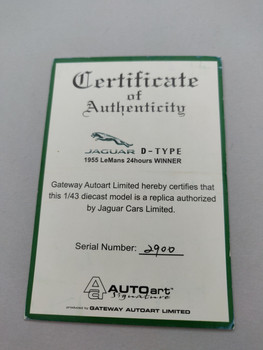 Certificate
of
Authenticity
JAGUAR D-TYPE
1955 LeMans 24hours WINNER
Gateway Autoart Limited hereby certifies that
this 1/43 diecast model is a replica authorized
by Jaguar Cars Limited.
Serial Number: 2900
AUTOart
Signature
GATEWAY AUTOART LIMITED